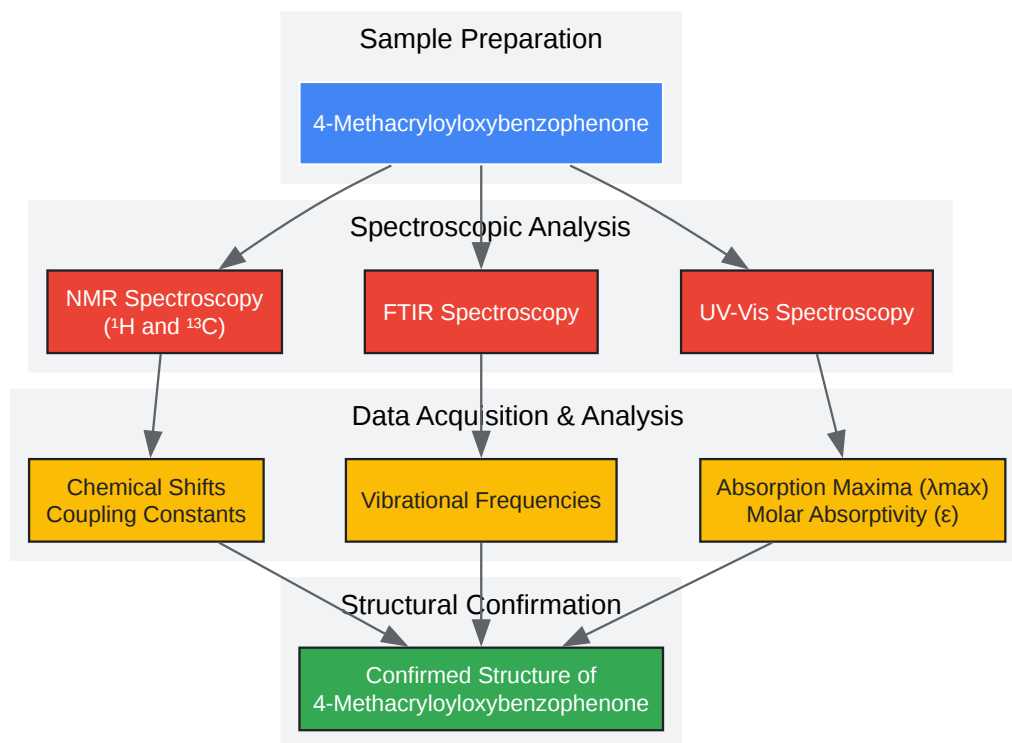 Sample Preparation
4-Methacryloyloxybenzophenone
Spectroscopic Analysis
NMR Spectroscopy
(¹H and ¹³C)
FTIR Spectroscopy
UV-Vis Spectroscopy
Data Acquisition & Analysis
Chemical Shifts
Coupling Constants
Vibrational Frequencies
Absorption Maxima (λmax)
Molar Absorptivity (ε)
Structural Confirmation
Confirmed Structure of
4-Methacryloyloxybenzophenone